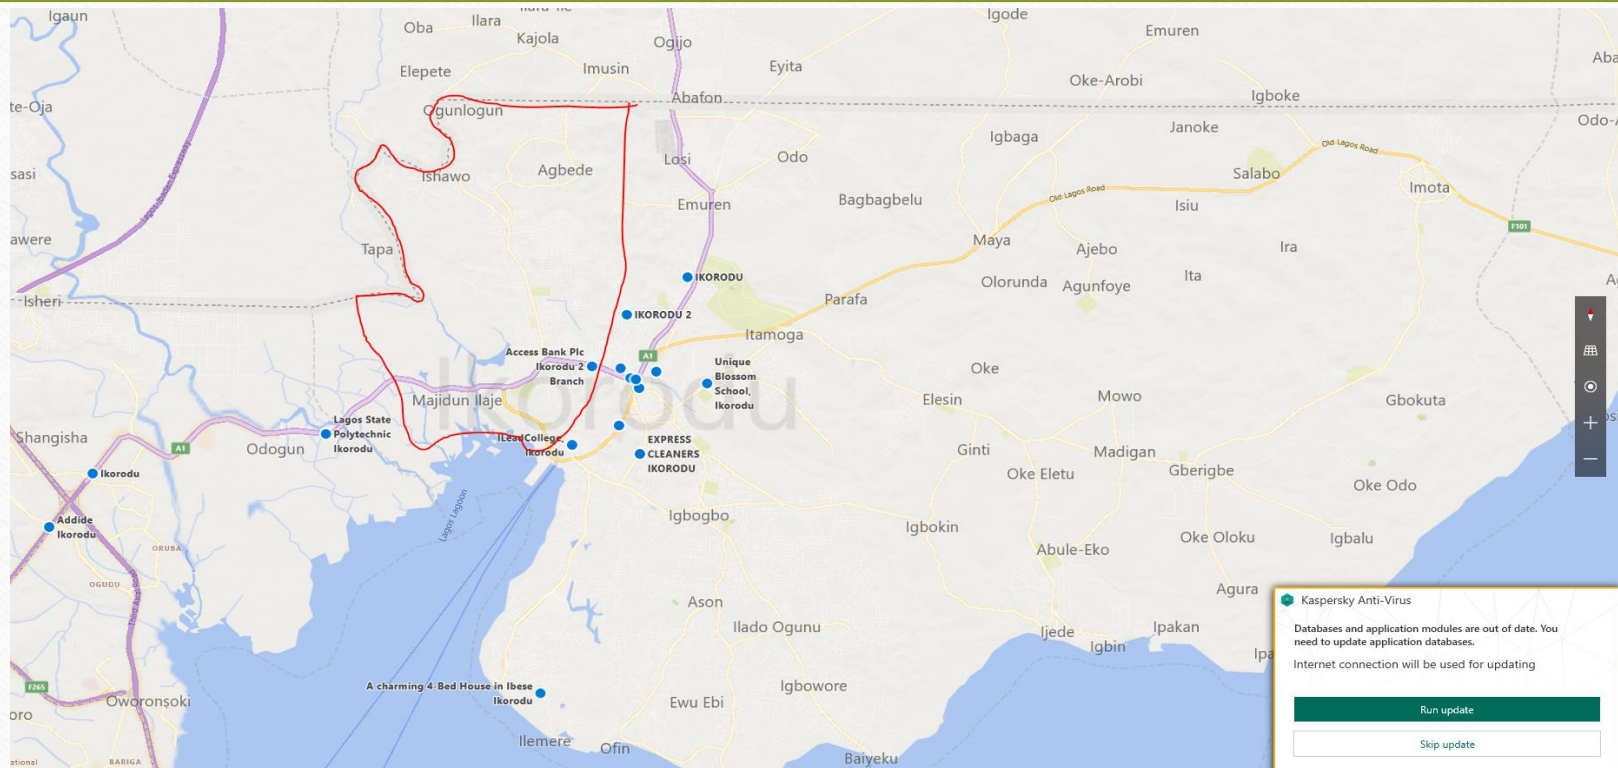 Igaun
Oba
Ilara
Kajola
Ogijo
Igode
Emuren
Elepete
Imusin
Eyita
Oke-Arobi
Igboke
te-Oja
Ogunlogun
Abafon
Igbaga
Janoke
Agbede
Losi
Odo
Old Lagos Road
sasi
Ishawo
Salabo
Imota
Lagos Ibadan Expressway
Emuren
Bagbagbelu
Old Lagos Road
Isiu
F101
awere
Tapa
Maya
Ajebo
Ira
IKORODU
Olorunda
Agunfoye
Ita
Isheri
Parafa
IKORODU 2
Itamoga
Access Bank Plc
Ikorodu 2
Branch
A1
Unique
Blossom
School,
Ikorodu
Oke
Ikorodu
Majidun Ilaje
Elesin
Mowo
Gbokuta
Shangisha
A1
Odogun
Lagos State
Polytechnic
Ikorodu
ILeadCollege,
Ikorodu
EXPRESS
CLEANERS
IKORODU
Ginti
Madigan
Oke Eletu
Gberigbe
Oke Odo
Ikorodu
Addide
Ikorodu
Lagos Lagoon
Igbogbo
Igbokin
Abule-Eko
Oke Oloku
Igbalu
ORUBA
OGUDU
Agura
Ason
Ilado Ogunu
Ijede
Ipakan
Igbin
F265
Oworonsoki
A charming 4-Bed House in Ibese
Ikorodu
Ewu Ebi
Igbowore
oro
Ilemere
Ofin
Baiyeku
BARIGA
Kaspersky Anti-Virus
Databases and application modules are out of date. You
need to update application databases.
Internet connection will be used for updating
Run update
Skip update